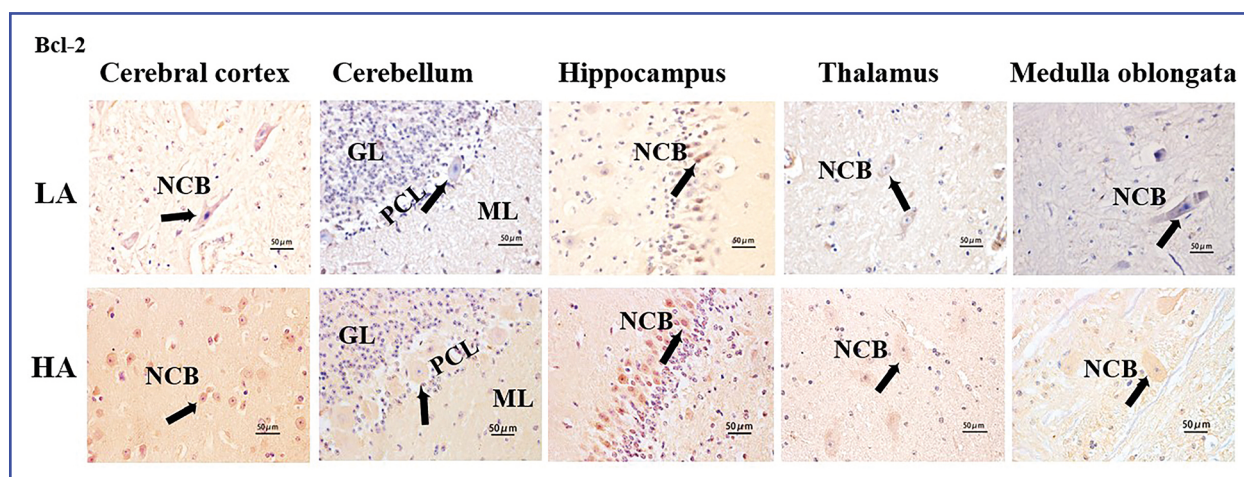 Bcl-2
Cerebral cortex Cerebellum Hippocampus Thalamus Medulla oblongata
LA
NCB
50μm
GL
PCL
ML
50μm
NCB
50μm
NCB
50μm
NCB
50μm
HA
NCB
50μm
GL
PCL
ML
50μm
NCB
50μm
NCB
50μm
NCB
50μm